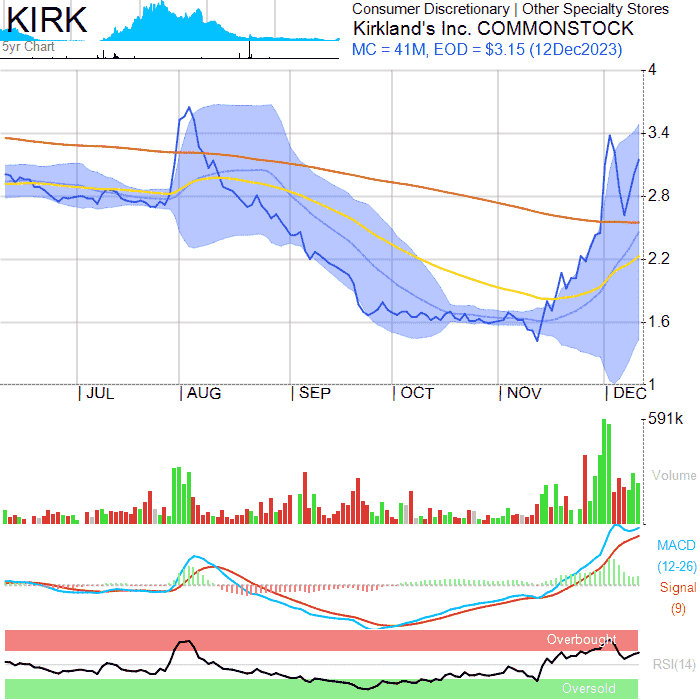 KIRK
5yr Chart
Consumer Discretionary | Other Specialty Stores
Kirkland's Inc. COMMONSTOCK
MC = 41M, EOD = $3.15 (12Dec2023)
4
3.4
2.8
2.2
1.6
1
JUL AUG SEP OCT NOV DEC
591k
Volume
MACD
(12-26)
Signal
(9)
Overbought
RSI(14)
Oversold